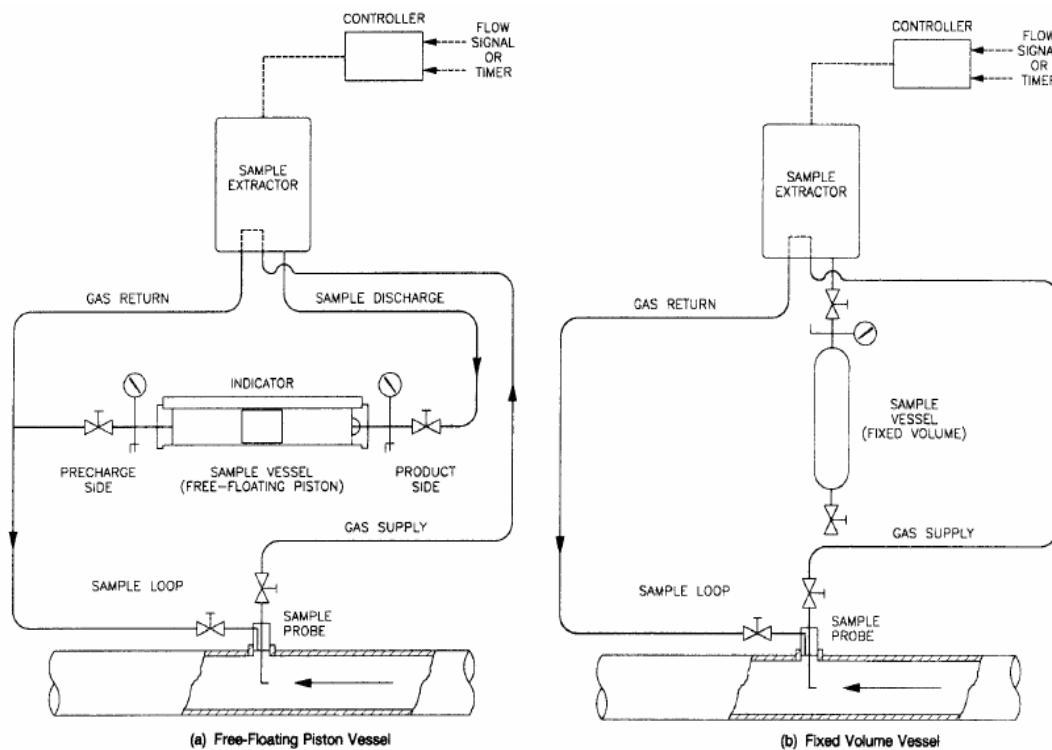 CONTROLLER
FLOW
SIGNAL
OR
TIMER
SAMPLE
EXTRACTOR
GAS RETURN
SAMPLE DISCHARGE
INDICATOR
PRECHARGE
SIDE
SAMPLE VESSEL
(FREE-FLOATING PISTON)
PRODUCT
SIDE
GAS SUPPLY
SAMPLE LOOP
SAMPLE
PROBE
(a) Free-Floating Piston Vessel
CONTROLLER
FLOW
SIGNAL
OR
TIMER
SAMPLE
EXTRACTOR
GAS RETURN
SAMPLE
VESSEL
(FIXED VOLUME)
GAS SUPPLY
SAMPLE LOOP
SAMPLE
PROBE
(b) Fixed Volume Vessel